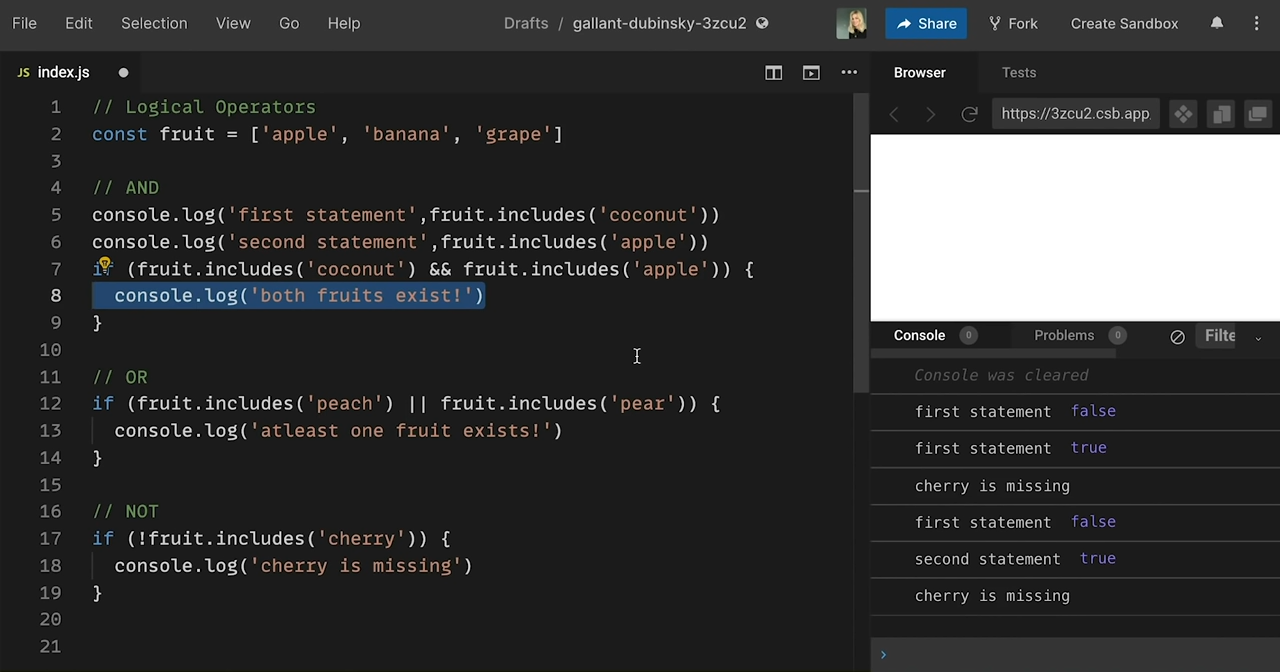 File Edit Selection View Go Help Drafts / gallant-dubinsky-3zcu2 Share Fork Create Sandbox
JS index.js
Browser Tests
https://3zcu2.csb.app
1 // Logical Operators
2 const fruit = ['apple', 'banana', 'grape']
3
4 // AND
5 console.log('first statement',fruit.includes('coconut'))
6 console.log('second statement',fruit.includes('apple'))
7 if (fruit.includes('coconut') && fruit.includes('apple')) {
8 console.log('both fruits exist!')
9 }
10
11 // OR
12 if (fruit.includes('peach') || fruit.includes('pear')) {
13 console.log('atleast one fruit exists!')
14 }
15
16 // NOT
17 if (!fruit.includes('cherry')) {
18 console.log('cherry is missing')
19 }
20
21
Console 0 Problems 0 Filte
Console was cleared
first statement false
first statement true
cherry is missing
first statement false
second statement true
cherry is missing